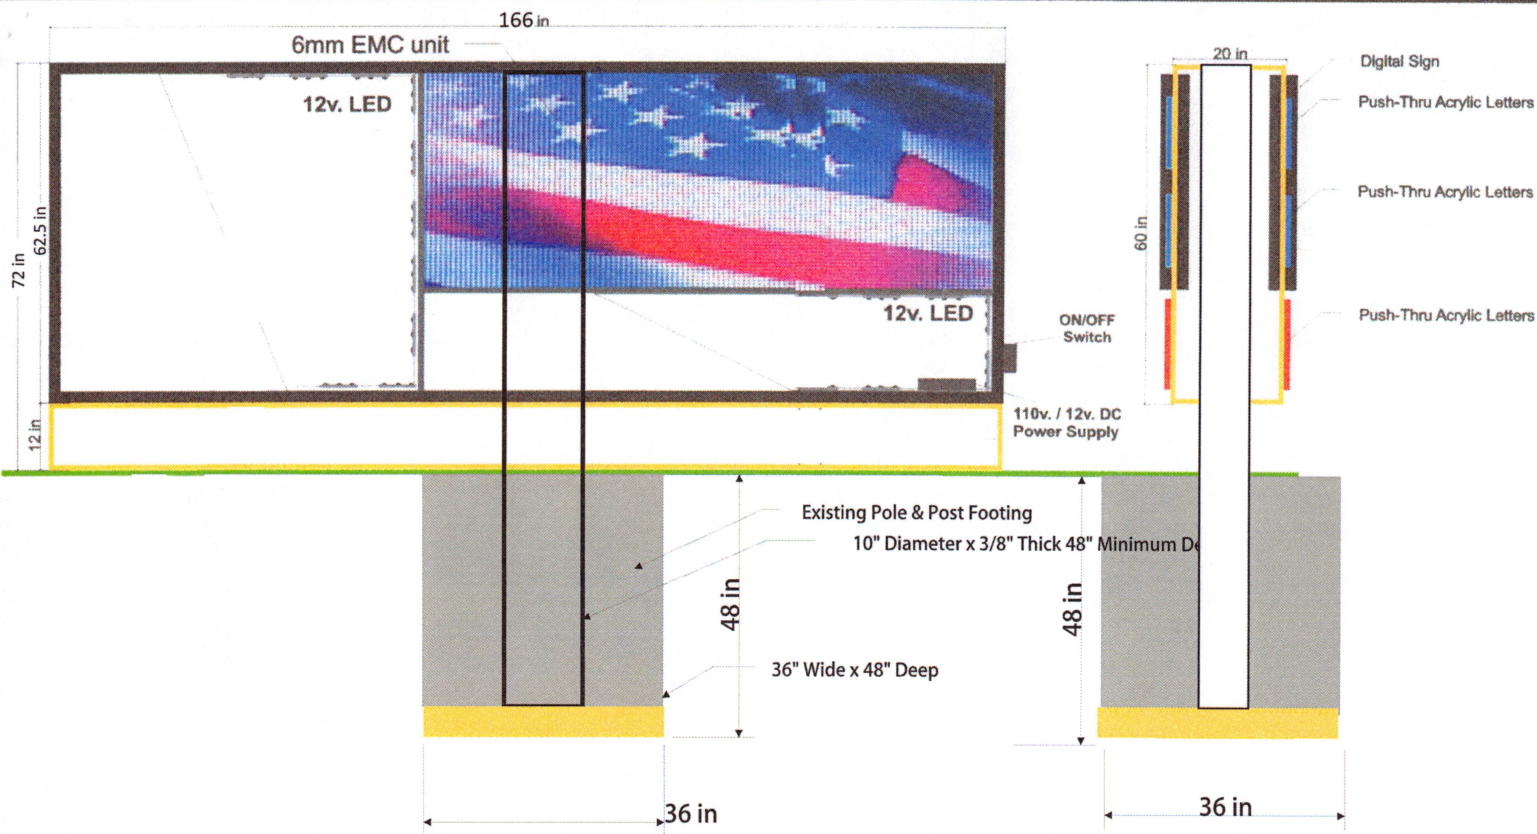 166 in
6mm EMC unit
12v. LED
72 in
62.5 in
12 in
12v. LED
ON/OFF
Switch
110v. / 12v. DC
Power Supply
20 in
60 in
Digital Sign
Push-Thru Acrylic Letters
Push-Thru Acrylic Letters
Push-Thru Acrylic Letters
Existing Pole & Post Footing
10" Diameter x 3/8" Thick 48" Minimum
36" Wide x 48" Deep
48 in
48 in
36 in
36 in